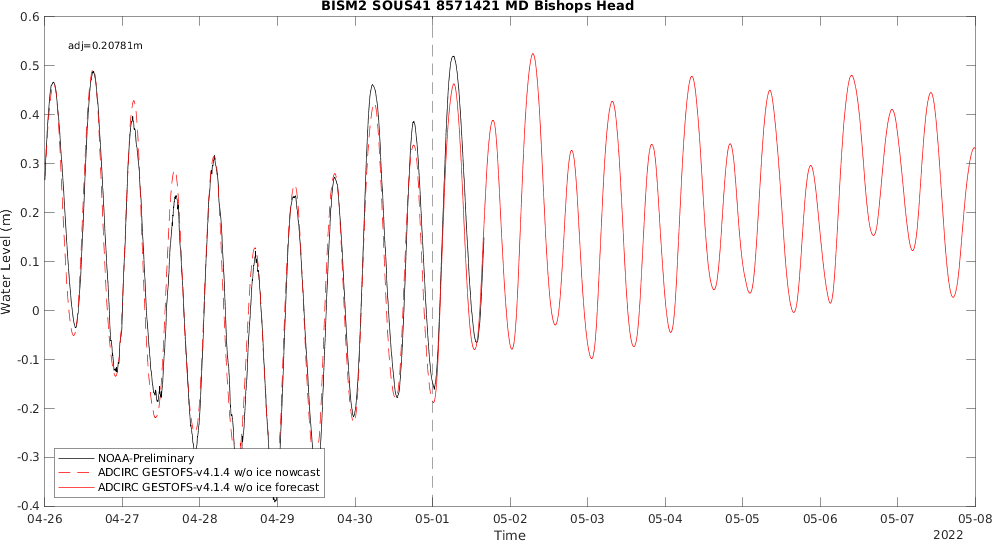 BISM2 SOUS41 8571421 MD Bishops Head
adj=0.20781m
0.6
0.5
0.4
0.3
0.2
0.1
0
-0.1
-0.2
-0.3
-0.4
Water Level (m)
NOAA-Preliminary
ADCIRC GESTOFS-v4.1.4 w/o ice nowcast
ADCIRC GESTOFS-v4.1.4 w/o ice forecast
04-26 04-27 04-28 04-29 04-30 05-01 05-02 05-03 05-04 05-05 05-06 05-07 05-08
Time
2022